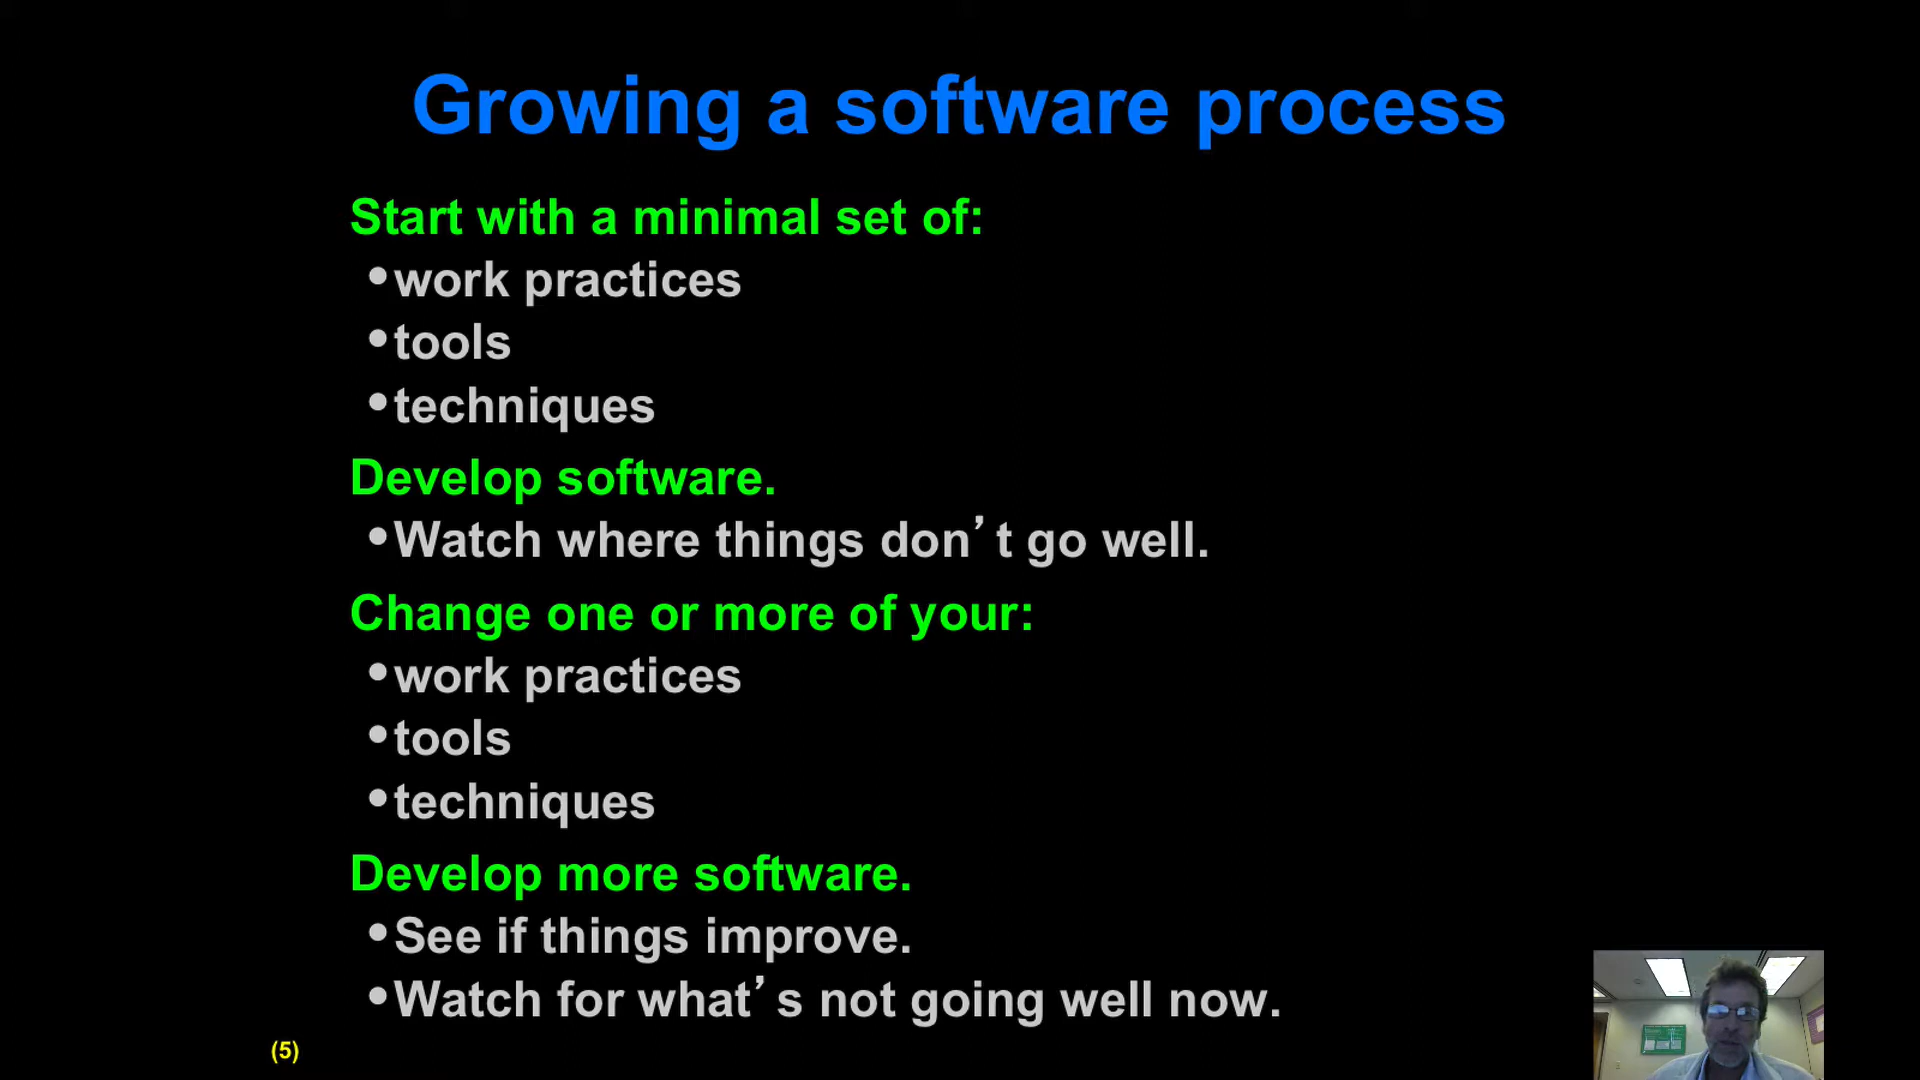 Growing a software process
Start with a minimal set of:
•work practices
•tools
•techniques
Develop software.
•Watch where things don’t go well.
Change one or more of your:
•work practices
•tools
•techniques
Develop more software.
•See if things improve.
•Watch for what’s not going well now.
(5)